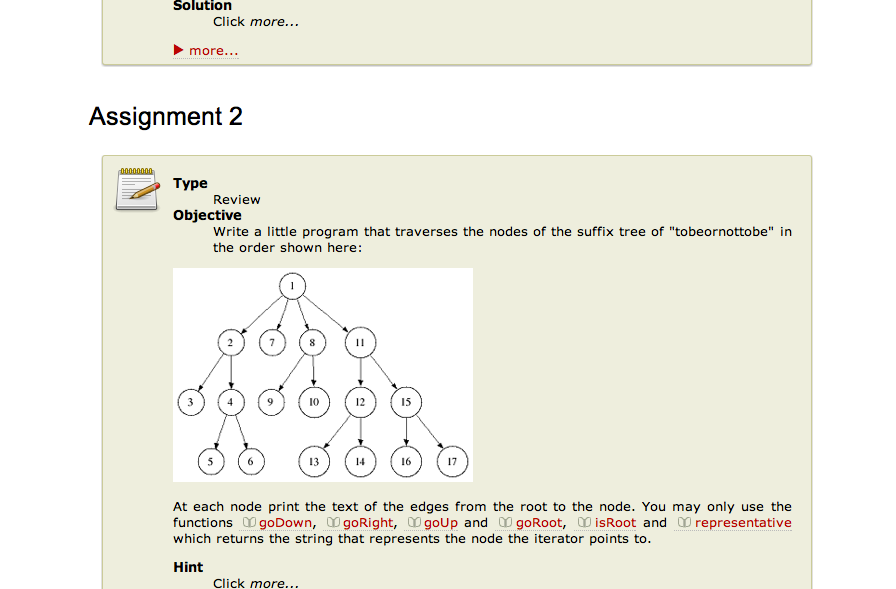 Solution
Click more...
more...
Assignment 2
Type
Review
Objective
Write a little program that traverses the nodes of the suffix tree of "tobeornottobe" in
the order shown here:
1
2 7 8 11
3 4 9 10 12 15
5 6 13 14 16 17
At each node print the text of the edges from the root to the node. You may only use the
functions goDown, goRight, goUp and goRoot, isRoot and representative
which returns the string that represents the node the iterator points to.
Hint
Click more...